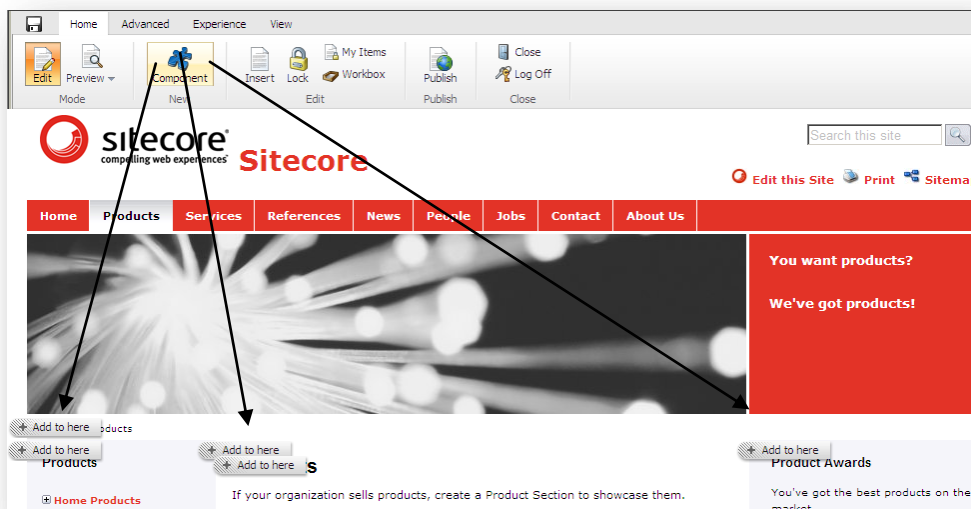 Home Advanced Experience View
Edit Preview Component Insert Lock My Items Workbox Publish Close Log Off
Mode New Edit Publish Close
sitecore
compelling web experiences
Sitecore
Search this site
Edit this Site Print Sitema
Home Products Services References News People Jobs Contact About Us
You want products?
We've got products!
+ Add to here oducts
+ Add to here + Add to here + Add to here
Products + Add to here s Product Awards
Home Products If your organization sells products, create a Product Section to showcase them. You've got the best products on the
market